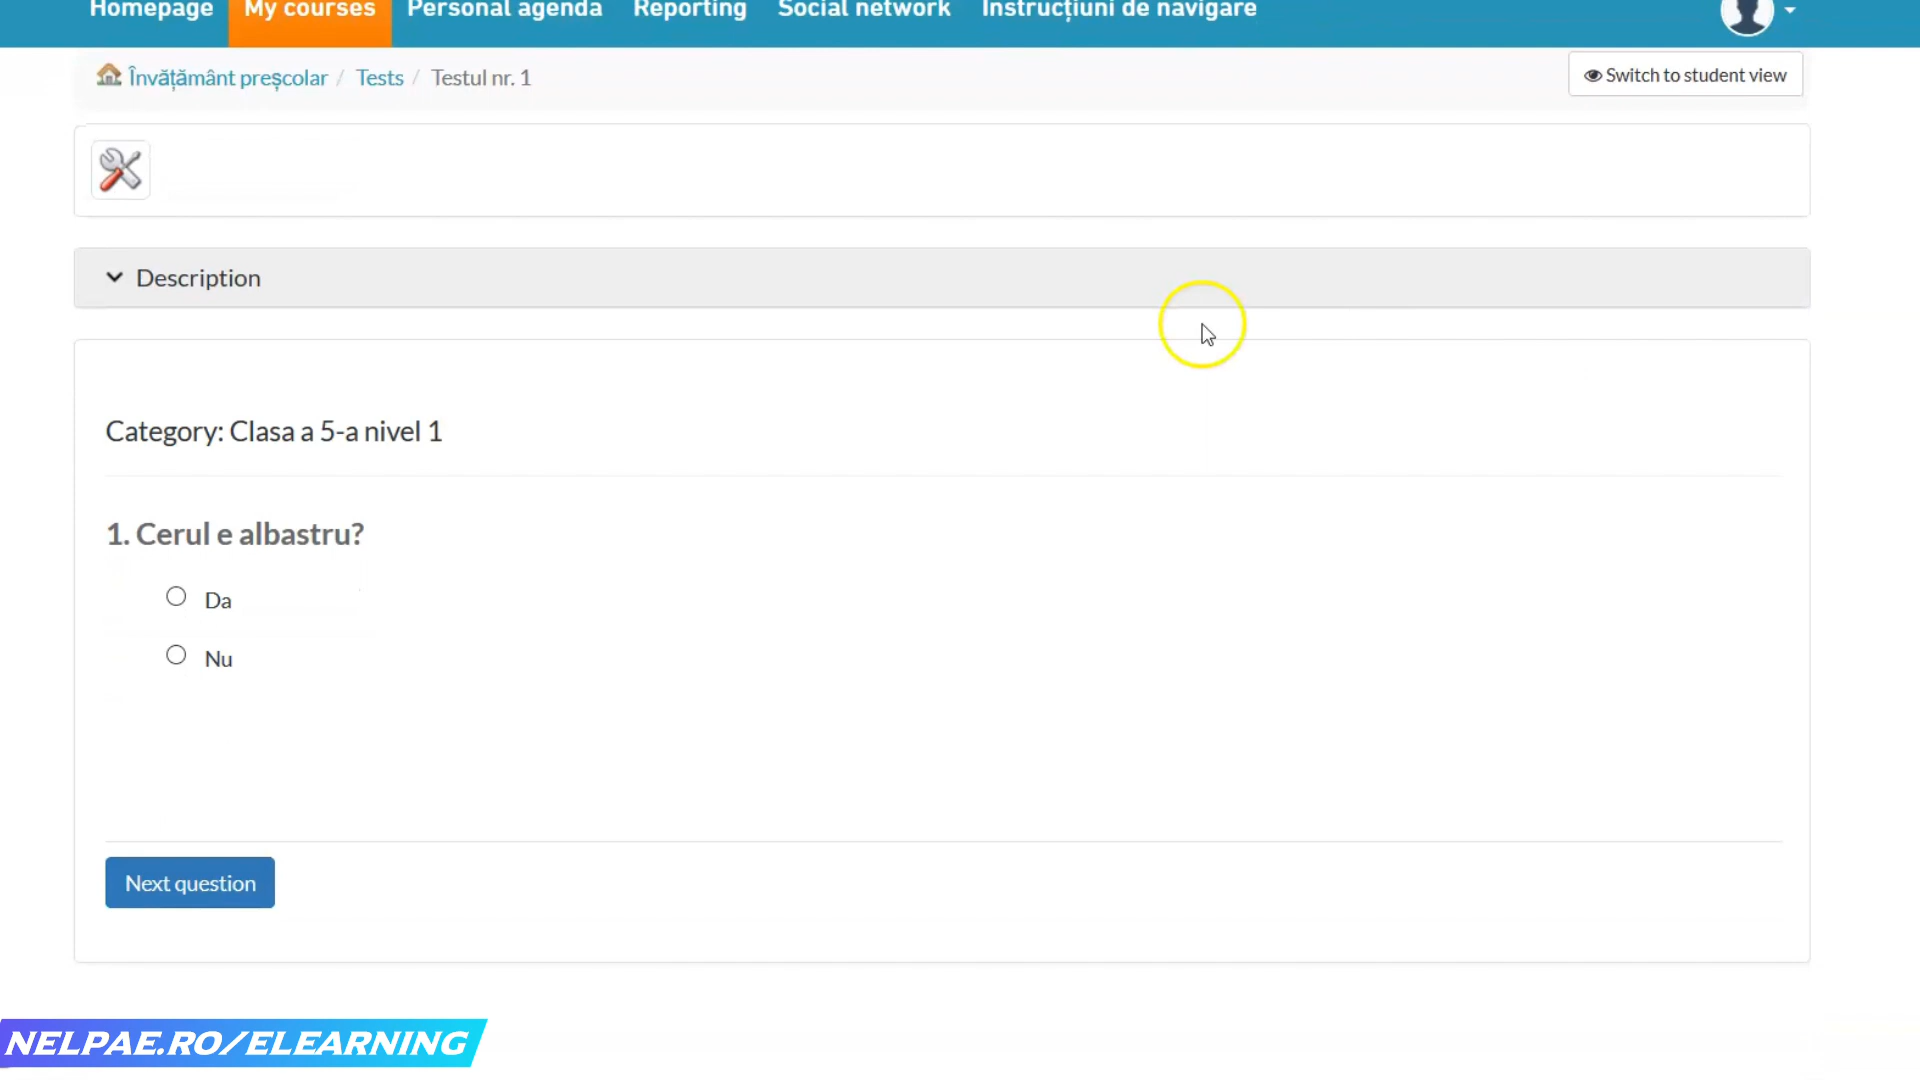 Homepage My courses Personal agenda Reporting Social network Instrucțiuni de navigare
Învățământ preșcolar / Tests / Testul nr. 1
Switch to student view
Description
Category: Clasa a 5-a nivel 1
1. Cerul e albastru?
Da
Nu
Next question
NELPAE.RO/ELEARNING